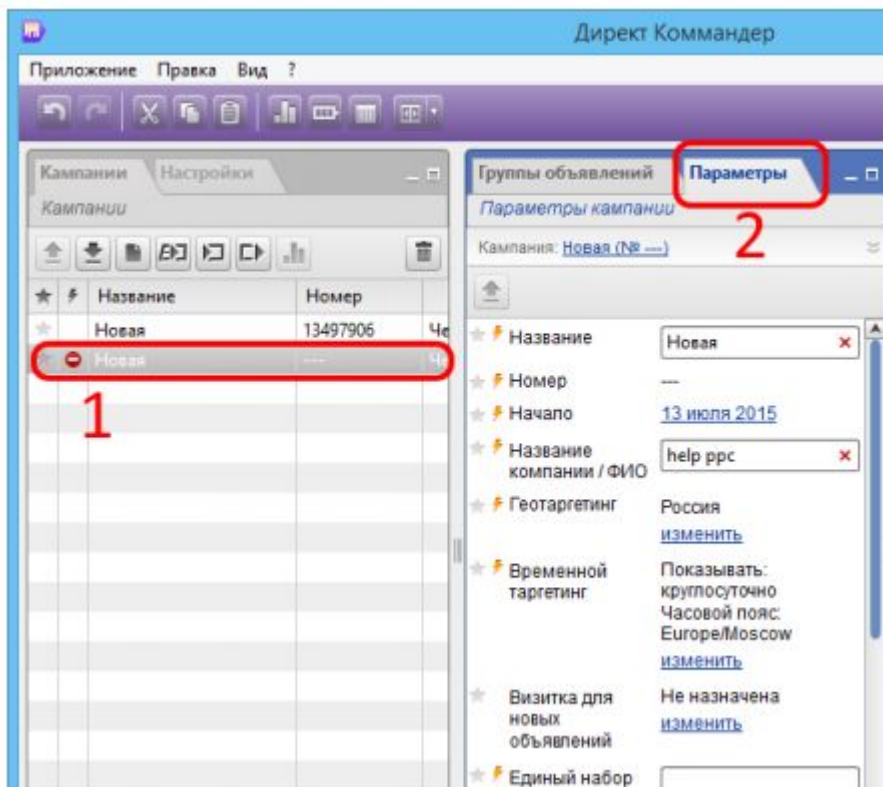 Директ Коммандер
Приложение Правка Вид ?
Кампании Настройки
Кампании
Название Номер
Новая 13497906 Че
Новая --- Че
1
Группы объявлений Параметры
2
Параметры кампании
Кампания: Новая (№ ---)
Название Новая
Номер ---
Начало 13 июля 2015
Название help ppc
компании / ФИО
Геотаргетинг Россия
изменить
Временной Показывать:
таргетинг круглосуточно
Часовой пояс:
Europe/Moscow
изменить
Визитка для Не назначена
новых изменить
объявлений
Единый набор